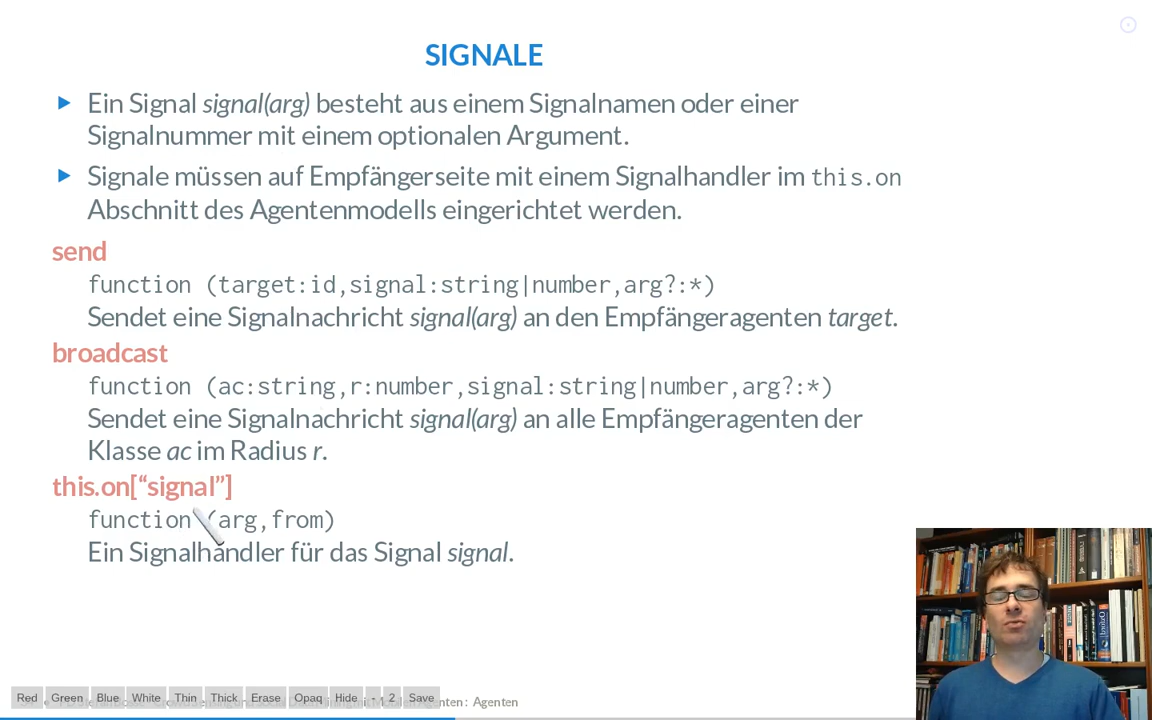 SIGNALE
Ein Signal signal(arg) besteht aus einem Signalnamen oder einer
Signalnummer mit einem optionalen Argument.
Signale müssen auf Empfängerseite mit einem Signalhandler im this.on
Abschnitt des Agentenmodells eingerichtet werden.
send
function (target:id,signal:string|number,arg?:*)
Sendet eine Signalnachricht signal(arg) an den Empfängeragenten target.
broadcast
function (ac:string,r:number,signal:string|number,arg?:*)
Sendet eine Signalnachricht signal(arg) an alle Empfängeragenten der
Klasse ac im Radius r.
this.on[“signal”]
function (arg,from)
Ein Signalhandler für das Signal signal.
Red Green Blue White Thin Thick Erase Opaq Hide - 2 Save
: Agenten